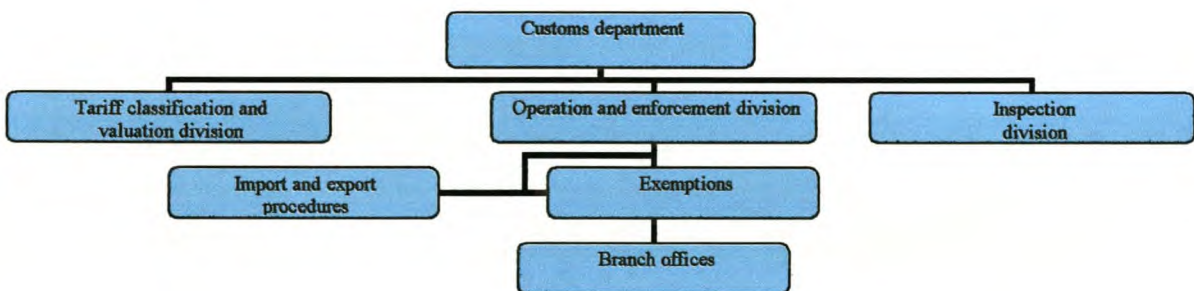 Customs department
Tariff classification and
valuation division
Operation and enforcement division
Inspection
division
Import and export
procedures
Exemptions
Branch offices